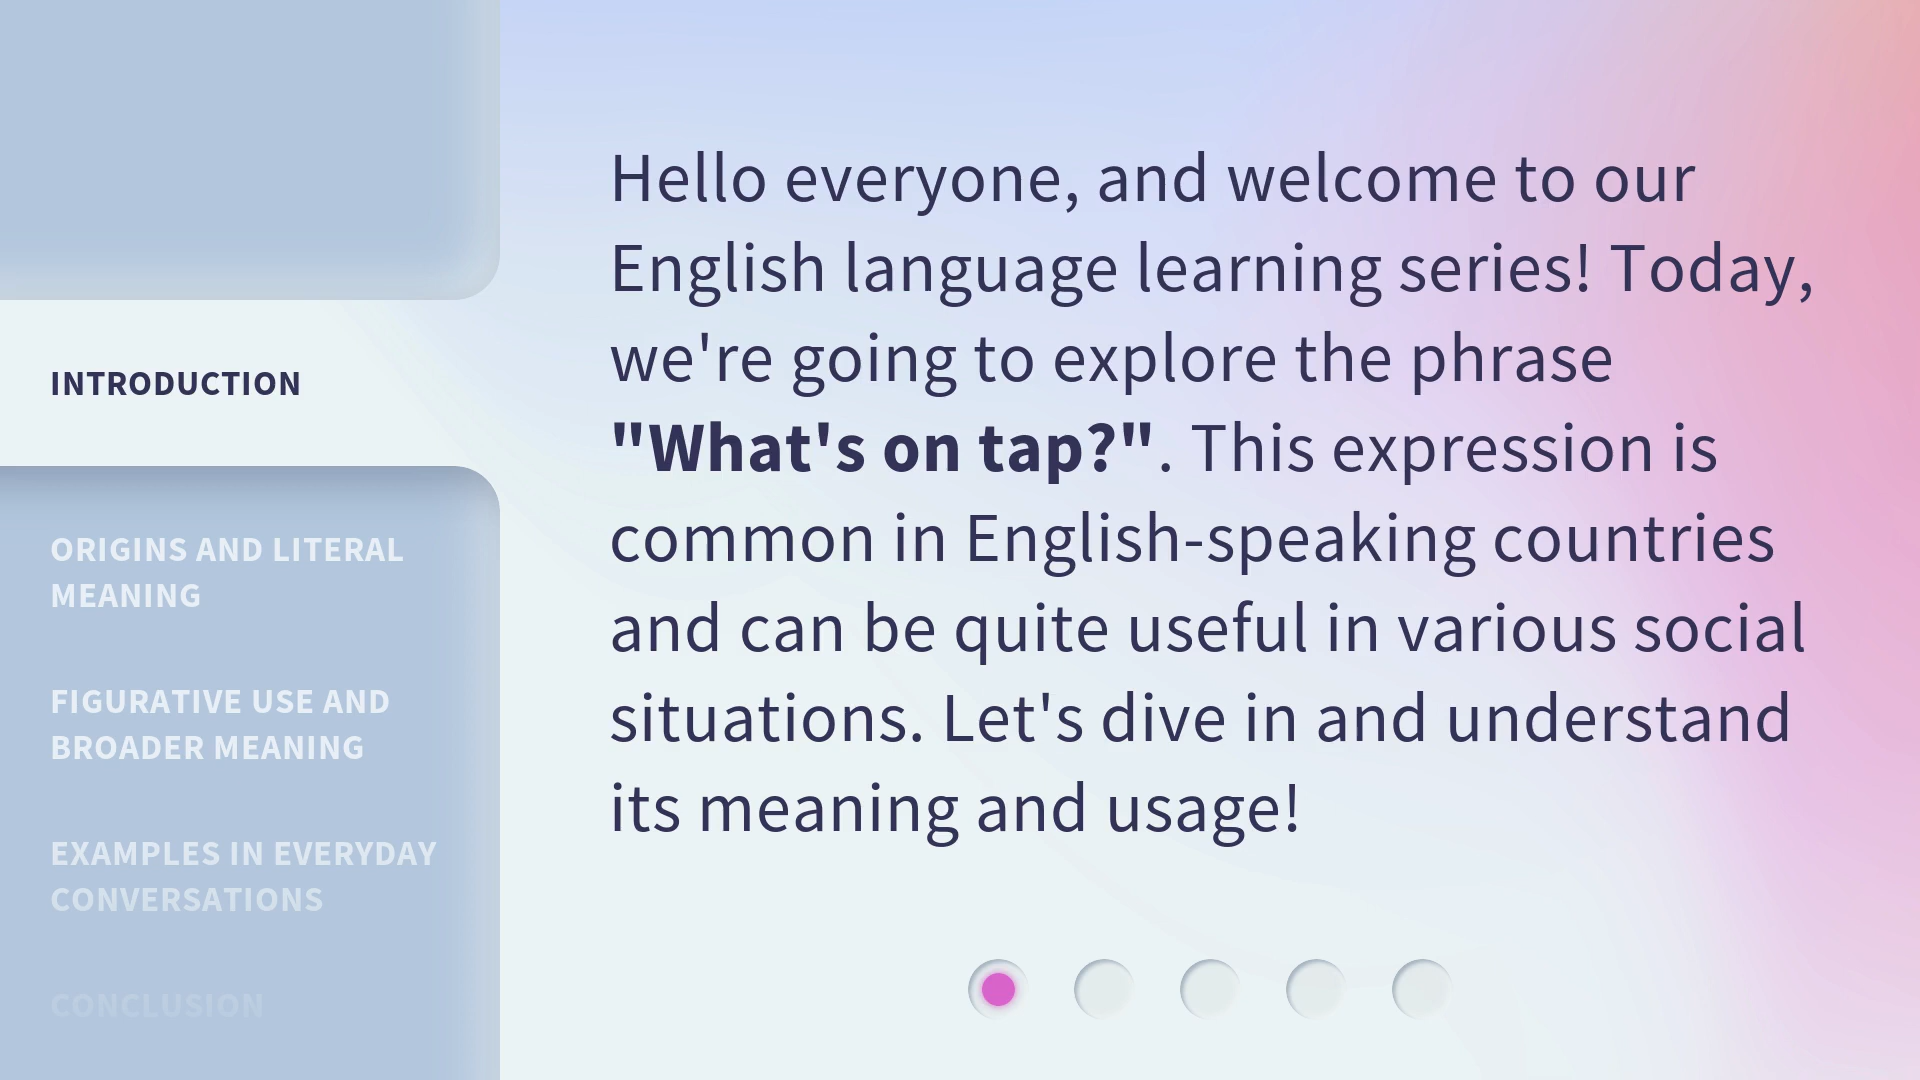 INTRODUCTION
ORIGINS AND LITERAL
MEANING
FIGURATIVE USE AND
BROADER MEANING
EXAMPLES IN EVERYDAY
CONVERSATIONS
CONCLUSION
Hello everyone, and welcome to our
English language learning series! Today,
we're going to explore the phrase
"What's on tap?". This expression is
common in English-speaking countries
and can be quite useful in various social
situations. Let's dive in and understand
its meaning and usage!